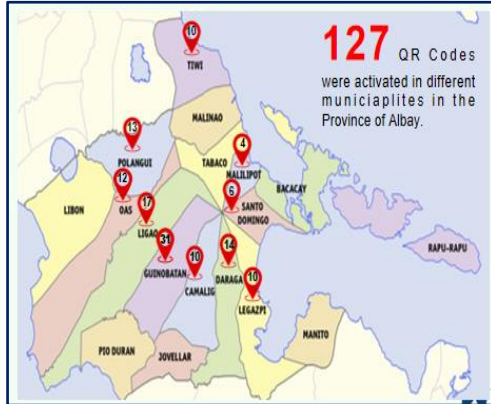 127 QR Codes
were activated in different
municiaplites in the
Province of Albay.
10
TIWI
MALINAO
13
POLANGUI
TABACO
4
MALILIPOT
BACACAY
12
OAS
LIBON
17
LIGAO
6
SANTO
DOMINGO
RAPU-RAPU
31
GUINOBATAN
10
CAMALIG
14
DARAGA
10
LEGAZPI
MANITO
PIO DURAN
JOVELLAR